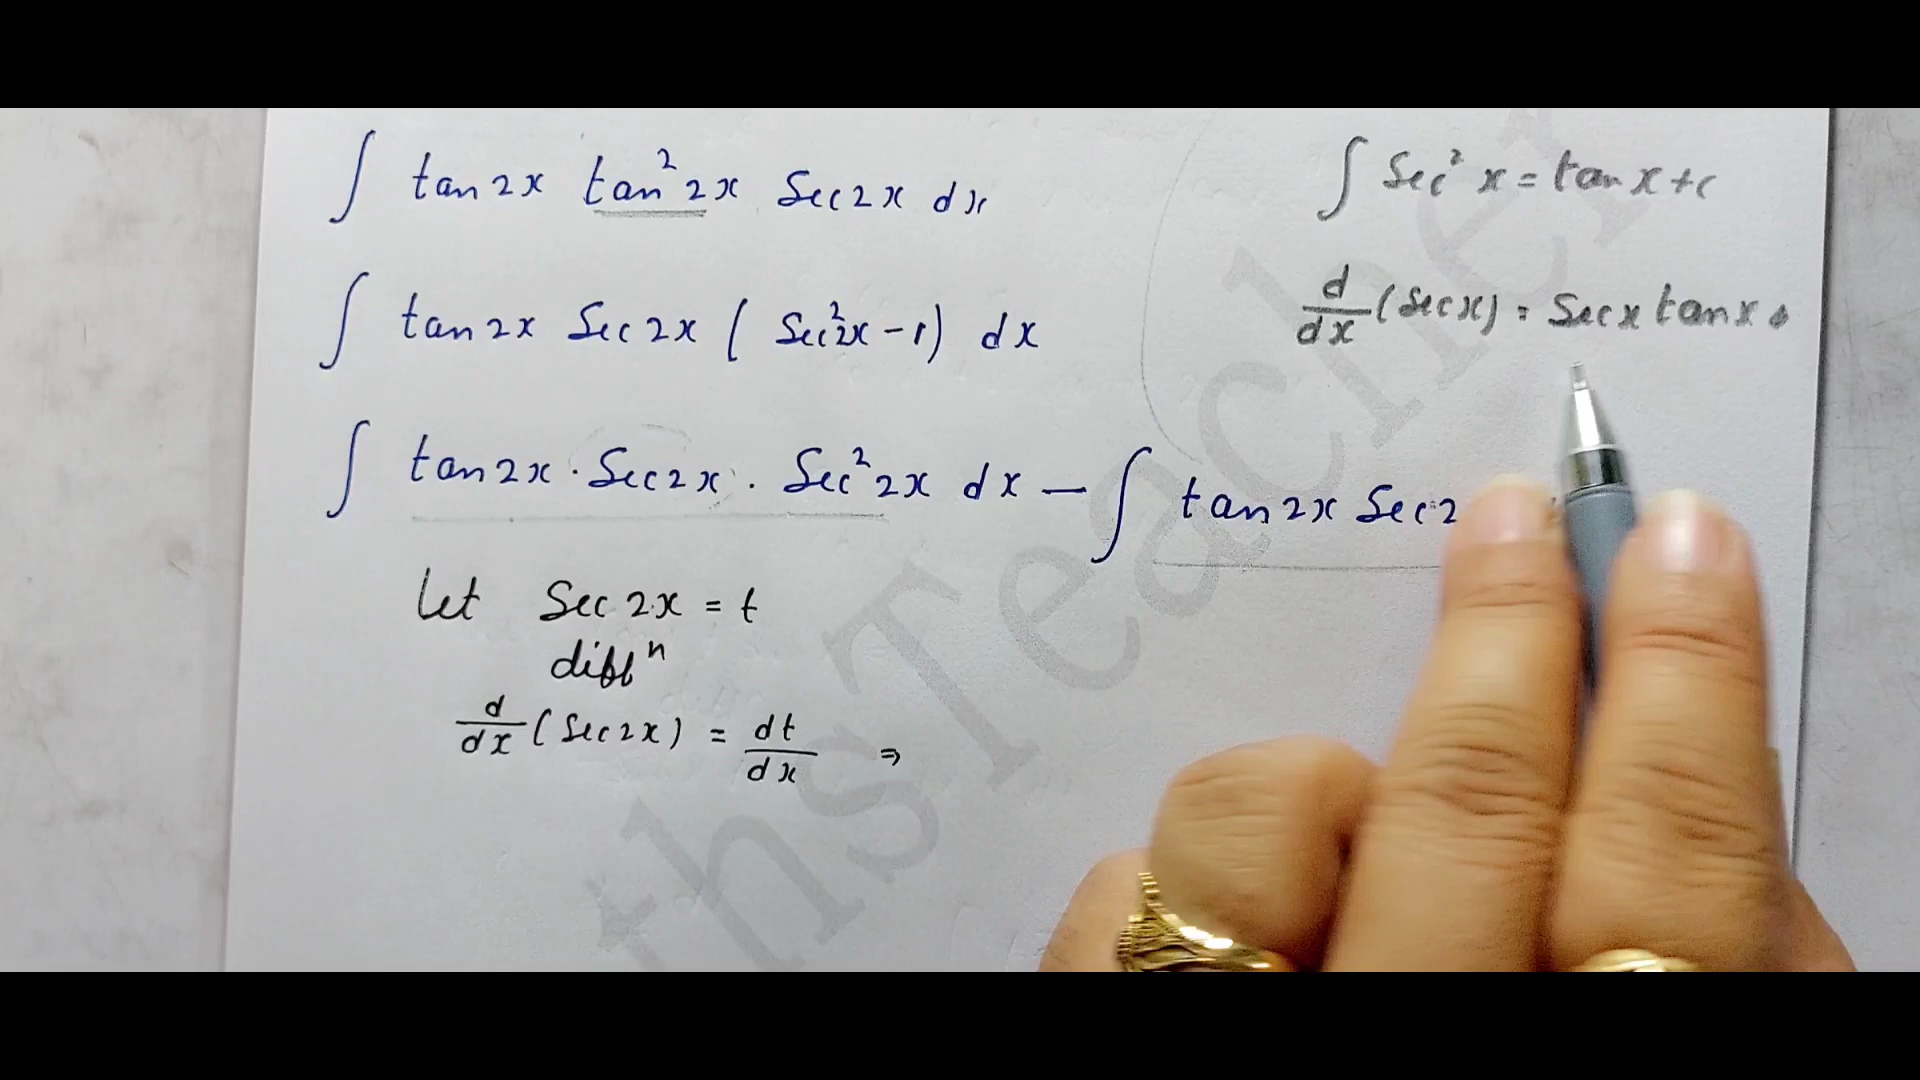 ∫ tan 2x tan² 2x Sec 2x dx
∫ tan 2x Sec 2x ( Sec² 2x - 1) dx
∫ tan 2x · Sec 2x · Sec² 2x dx - ∫ tan 2x Sec 2
Let Sec 2x = t
diffⁿ
d/dx ( Sec 2x ) = dt/dx ⇒
∫ Sec² x = tan x + c
d/dx (Sec x) = Sec x tan x
thsTeacher